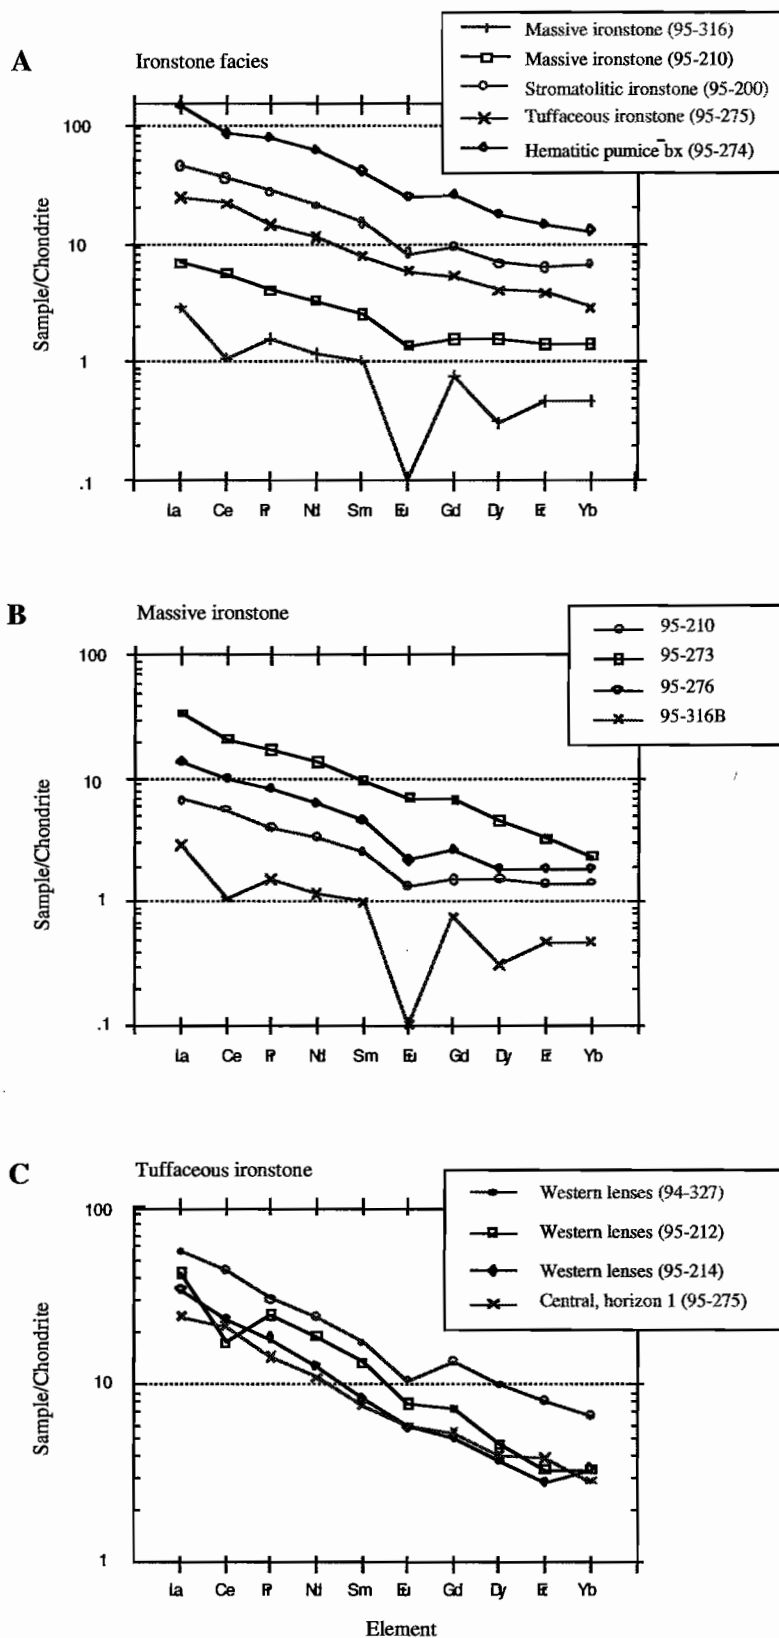 A
Ironstone facies
Massive ironstone (95-316)
Massive ironstone (95-210)
Stromatolitic ironstone (95-200)
Tuffaceous ironstone (95-275)
Hematitic pumice bx (95-274)
Sample/Chondrite
100
10
1
.1
La Ce Pr Nd Sm Eu Gd Dy Er Yb
B
Massive ironstone
95-210
95-273
95-276
95-316B
Sample/Chondrite
100
10
1
.1
La Ce Pr Nd Sm Eu Gd Dy Er Yb
C
Tuffaceous ironstone
Western lenses (94-327)
Western lenses (95-212)
Western lenses (95-214)
Central, horizon 1 (95-275)
Sample/Chondrite
100
10
1
La Ce Pr Nd Sm Eu Gd Dy Er Yb
Element